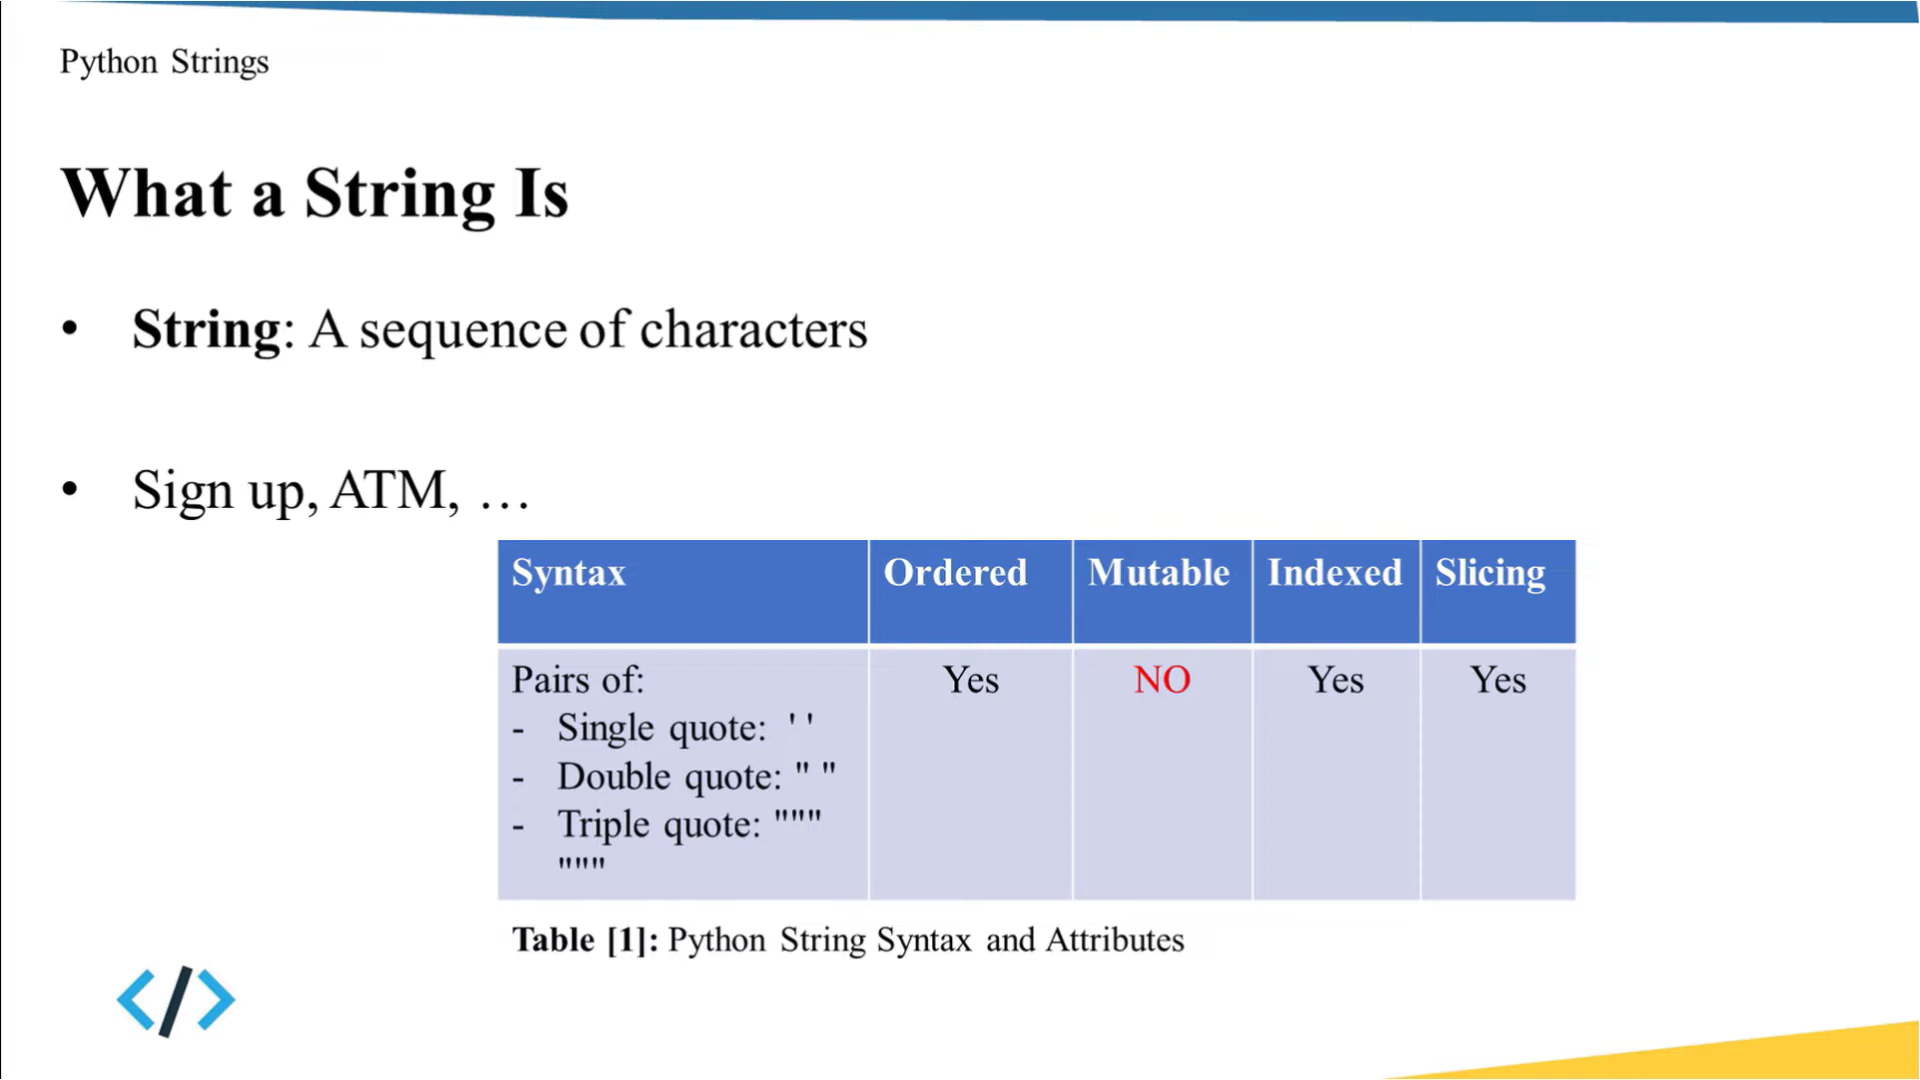 Python Strings
What a String Is
• String: A sequence of characters
• Sign up, ATM, …
Syntax Ordered Mutable Indexed Slicing
Pairs of: Yes NO Yes Yes
- Single quote: ' '
- Double quote: " "
- Triple quote: """
"""
Table [1]: Python String Syntax and Attributes